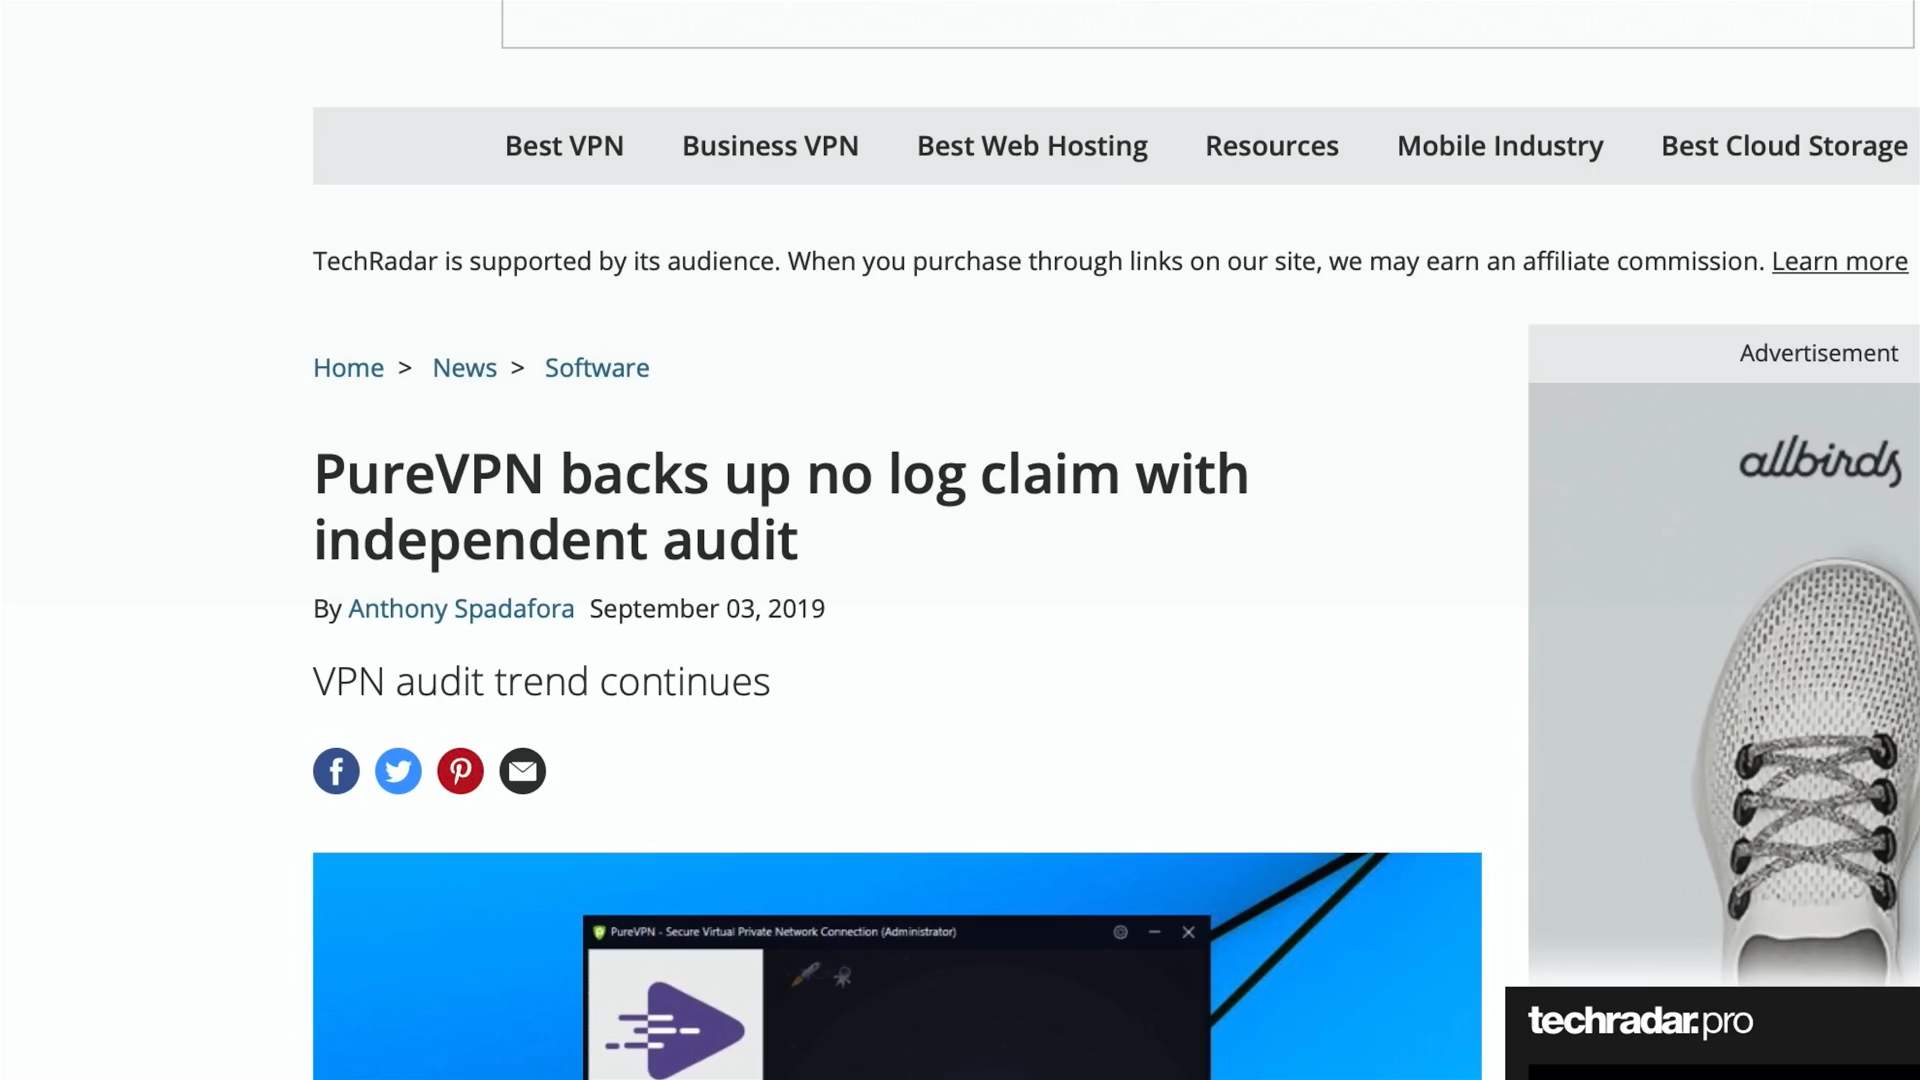 Best VPN Business VPN Best Web Hosting Resources Mobile Industry Best Cloud Storage
TechRadar is supported by its audience. When you purchase through links on our site, we may earn an affiliate commission. Learn more
Home > News > Software
Advertisement
allbirds
PureVPN backs up no log claim with
independent audit
By Anthony Spadafora September 03, 2019
VPN audit trend continues
PureVPN - Secure Virtual Private Network Connection (Administrator)
techradar.pro